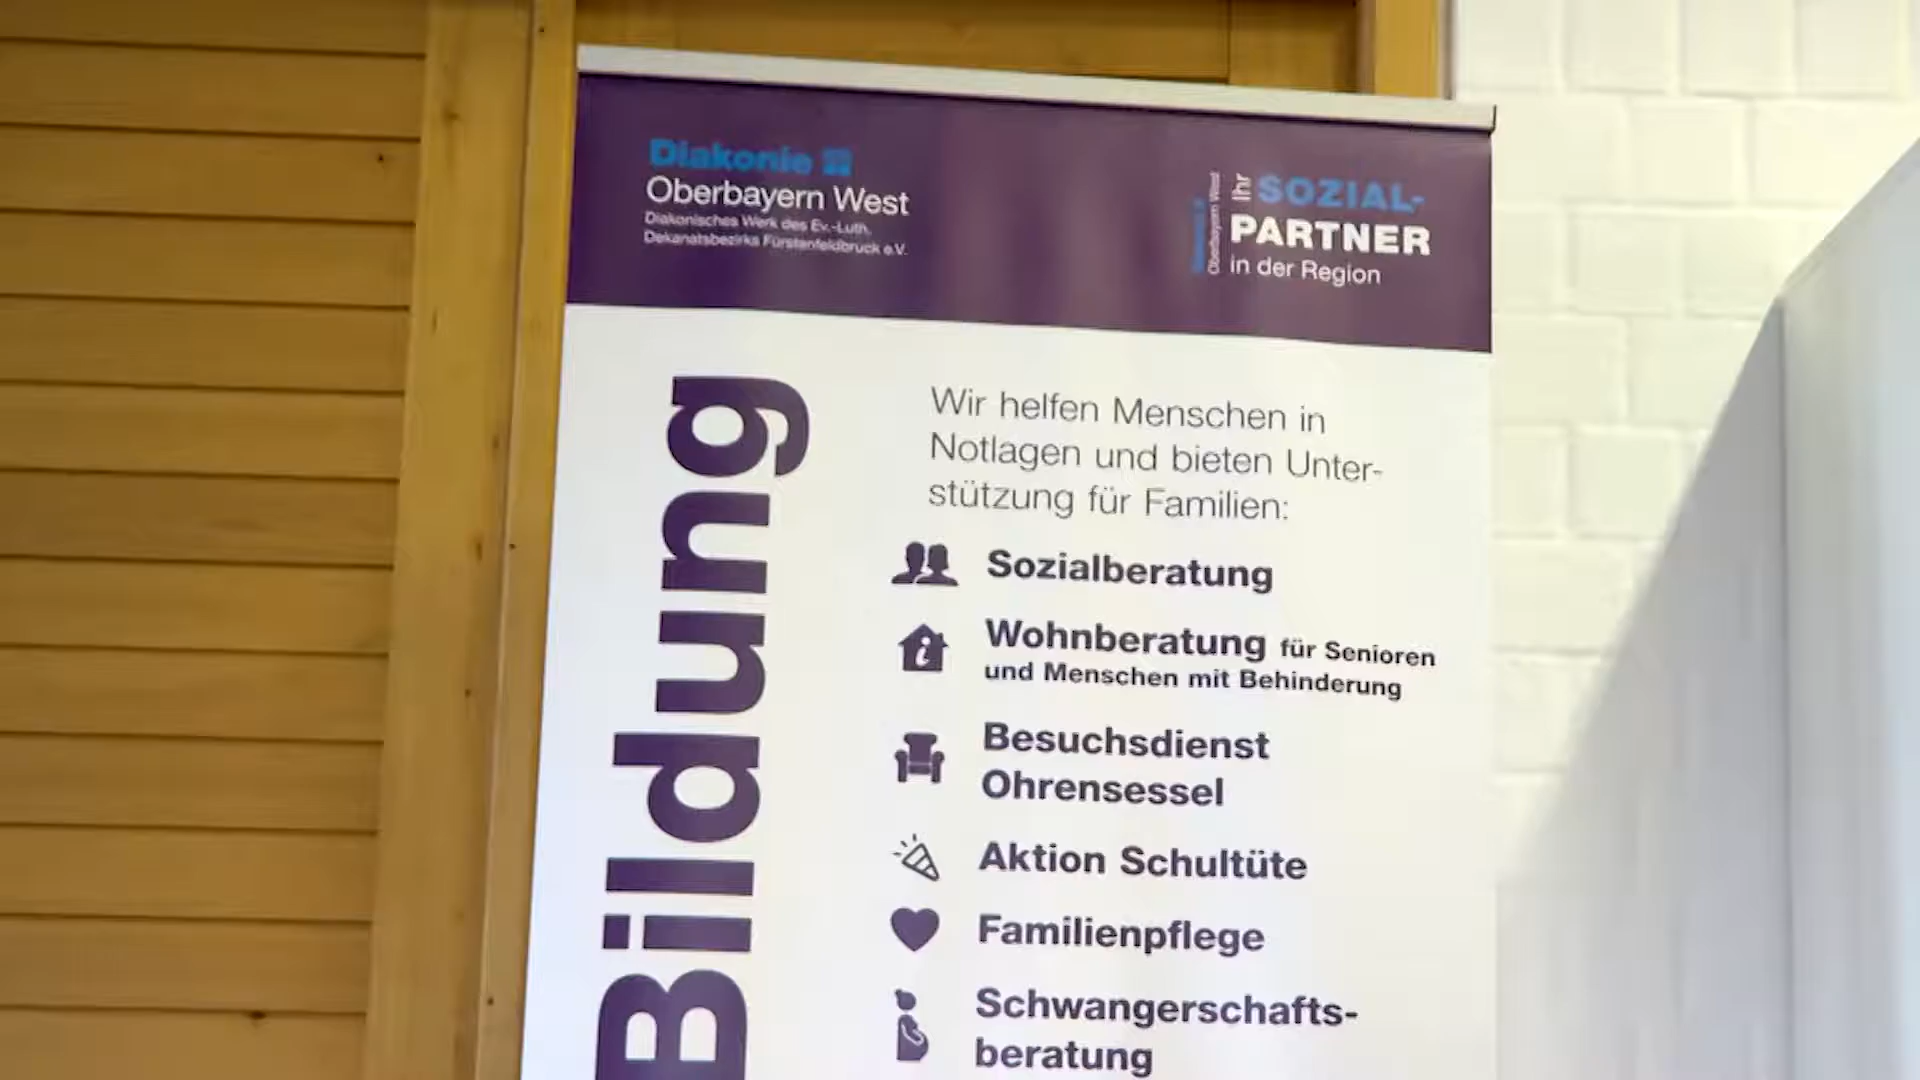 Diakonie
Oberbayern West
Diakonisches Werk des Ev.-Luth.
Dekanatsbezirks Fürstenfeldbruck e.V.
Oberbayern West
Ihr SOZIAL-
PARTNER
in der Region
Bildung
Wir helfen Menschen in
Notlagen und bieten Unter-
stützung für Familien:
Sozialberatung
Wohnberatung für Senioren
und Menschen mit Behinderung
Besuchsdienst
Ohrensessel
Aktion Schultüte
Familienpflege
Schwangerschafts-
beratung